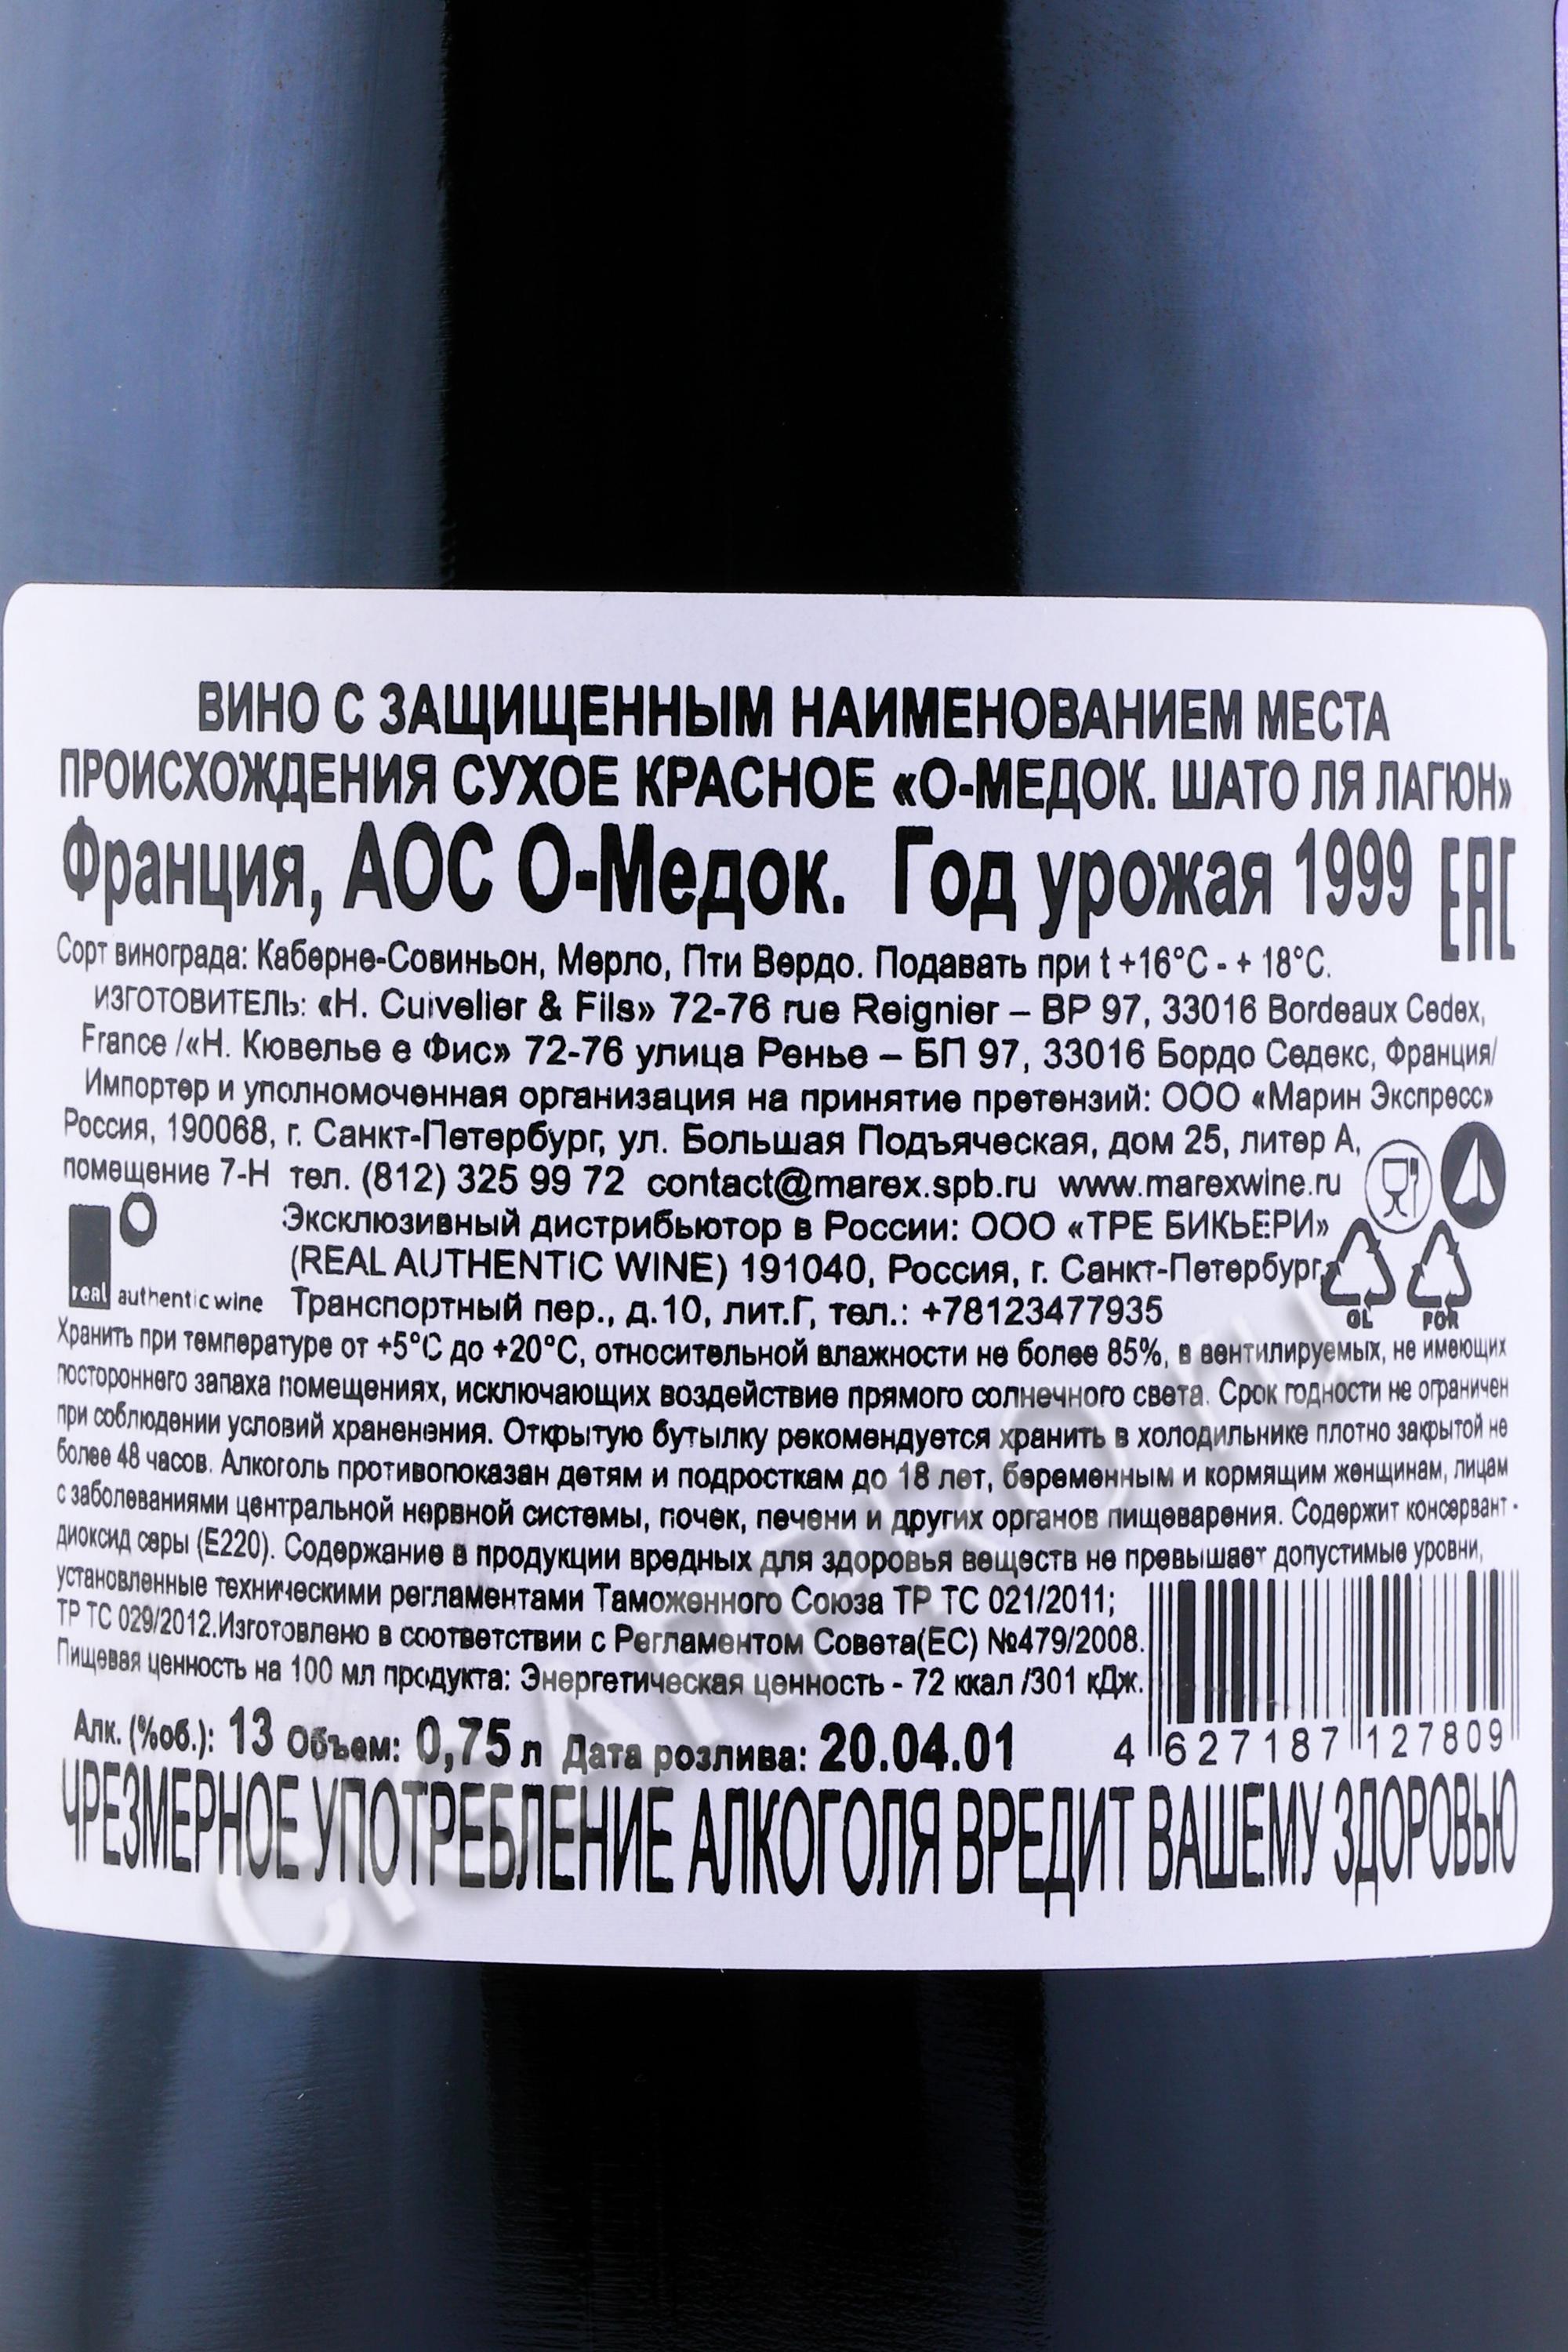 ВИНО С ЗАЩИЩЕННЫМ НАИМЕНОВАНИЕМ МЕСТА
ПРОИСХОЖДЕНИЯ СУХОЕ КРАСНОЕ «О-МЕДОК. ШАТО ЛЯ ЛАГЮН»
Франция, АОС О-Медок. Год урожая 1999 EAC
Сорт винограда: Каберне-Совиньон, Мерло, Пти Вердо. Подавать при t +16°C - + 18°C.
ИЗГОТОВИТЕЛЬ: «H. Cuivelier & Fils» 72-76 rue Reignier – BP 97, 33016 Bordeaux Cedex,
France /«Н. Кювелье е Фис» 72-76 улица Ренье – БП 97, 33016 Бордо Седекс, Франция/
Импортер и уполномоченная организация на принятие претензий: ООО «Марин Экспресс»
Россия, 190068, г. Санкт-Петербург, ул. Большая Подъяческая, дом 25, литер А,
помещение 7-Н тел. (812) 325 99 72 contact@marex.spb.ru www.marexwine.ru
Эксклюзивный дистрибьютор в России: ООО «ТРЕ БИКЬЕРИ»
(REAL AUTHENTIC WINE) 191040, Россия, г. Санкт-Петербург,
real authentic wine Транспортный пер., д.10, лит.Г, тел.: +78123477935
GL FOR
Хранить при температуре от +5°C до +20°C, относительной влажности не более 85%, в вентилируемых, не имеющих
постороннего запаха помещениях, исключающих воздействие прямого солнечного света. Срок годности не ограничен
при соблюдении условий храненения. Открытую бутылку рекомендуется хранить в холодильнике плотно закрытой не
более 48 часов. Алкоголь противопоказан детям и подросткам до 18 лет, беременным и кормящим женщинам, лицам
с заболеваниями центральной нервной системы, почек, печени и других органов пищеварения. Содержит консервант -
диоксид серы (Е220). Содержание в продукции вредных для здоровья веществ не превышает допустимые уровни,
установленные техническими регламентами Таможенного Союза ТР ТС 021/2011;
ТР ТС 029/2012.Изготовлено в соответствии с Регламентом Совета(ЕС) №479/2008.
Пищевая ценность на 100 мл продукта: Энергетическая ценность - 72 ккал /301 кДж.
Алк. (%об.): 13 Объем: 0,75 л Дата розлива: 20.04.01
4 627187 127809
ЧРЕЗМЕРНОЕ УПОТРЕБЛЕНИЕ АЛКОГОЛЯ ВРЕДИТ ВАШЕМУ ЗДОРОВЬЮ
CIGARPRO.ru